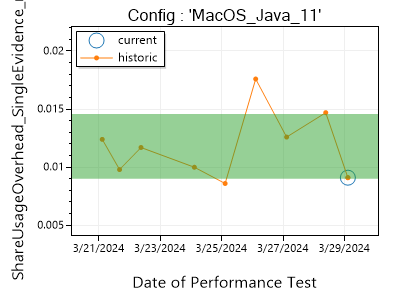 Config : 'MacOS_Java_11'
ShareUsageOverhead_SingleEvidence_
current
historic
0.02
0.015
0.01
0.005
3/21/2024 3/23/2024 3/25/2024 3/27/2024 3/29/2024
Date of Performance Test